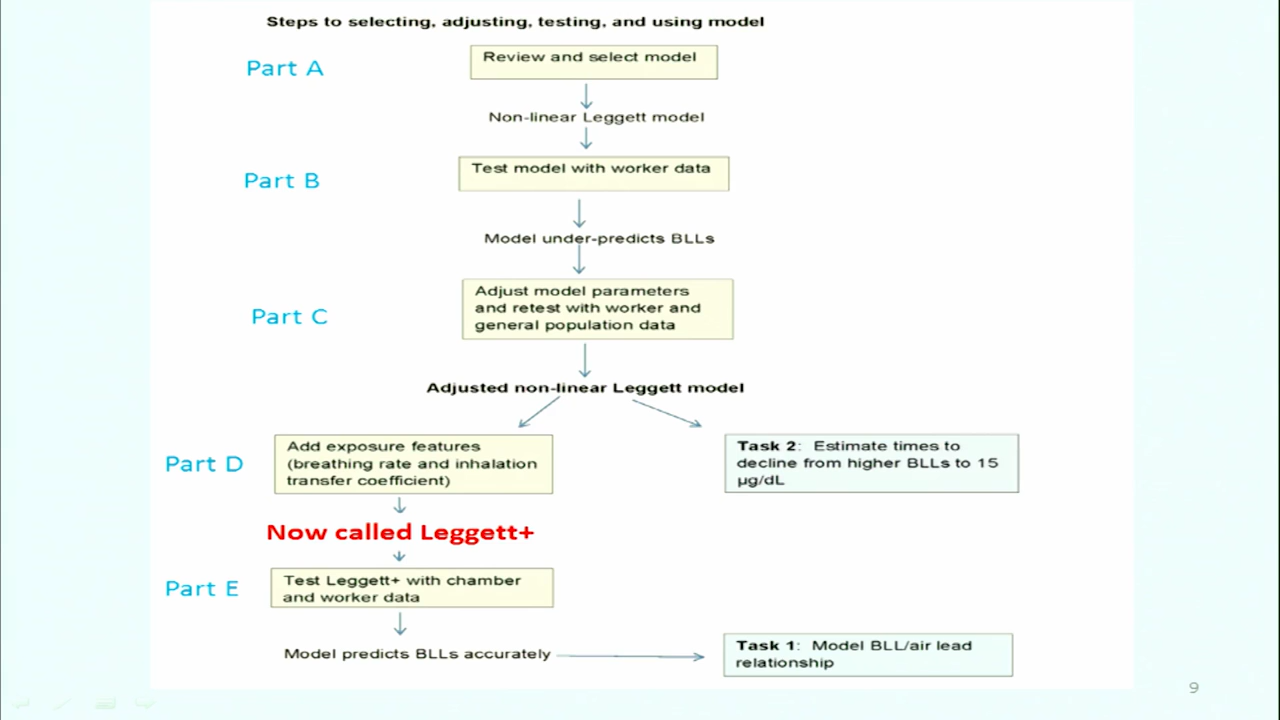 Steps to selecting, adjusting, testing, and using model
Part A
Review and select model
Non-linear Leggett model
Part B
Test model with worker data
Model under-predicts BLLs
Part C
Adjust model parameters
and retest with worker and
general population data
Adjusted non-linear Leggett model
Part D
Add exposure features
(breathing rate and inhalation
transfer coefficient)
Task 2: Estimate times to
decline from higher BLLs to 15
µg/dL
Now called Leggett+
Part E
Test Leggett+ with chamber
and worker data
Model predicts BLLs accurately
Task 1: Model BLL/air lead
relationship
9